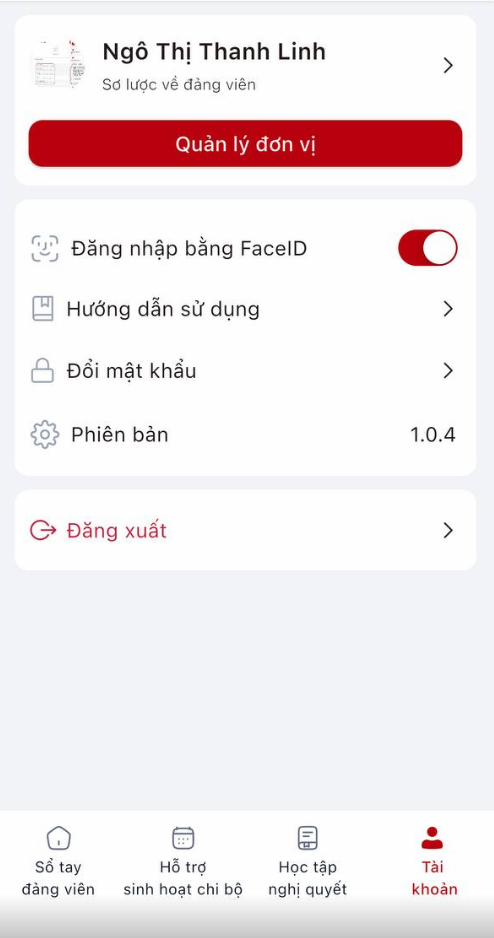 Ngô Thị Thanh Linh
Sơ lược về đảng viên
Quản lý đơn vị
Đăng nhập bằng FaceID
Hướng dẫn sử dụng
Đổi mật khẩu
Phiên bản 1.0.4
Đăng xuất
Sổ tay
đảng viên
Hỗ trợ
sinh hoạt chi bộ
Học tập
nghị quyết
Tài
khoản